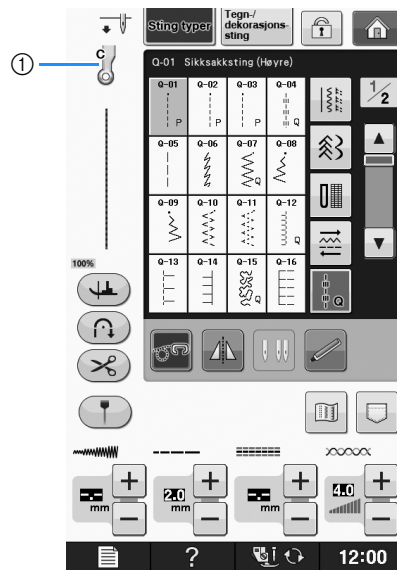 Sting typer
Tegn-/
dekorasjons-
sting
①
C
Q-01 Sikksakksting (Høyre)
1/2
Q-01 Q-02 Q-03 Q-04
P P P Q
Q-05 Q-06 Q-07 Q-08
Q
Q-09 Q-10 Q-11 Q-12
Q
Q-13 Q-14 Q-15 Q-16
Q
Q
100%
-.-
mm
2.0
mm
-.-
mm
4.0
?
12:00